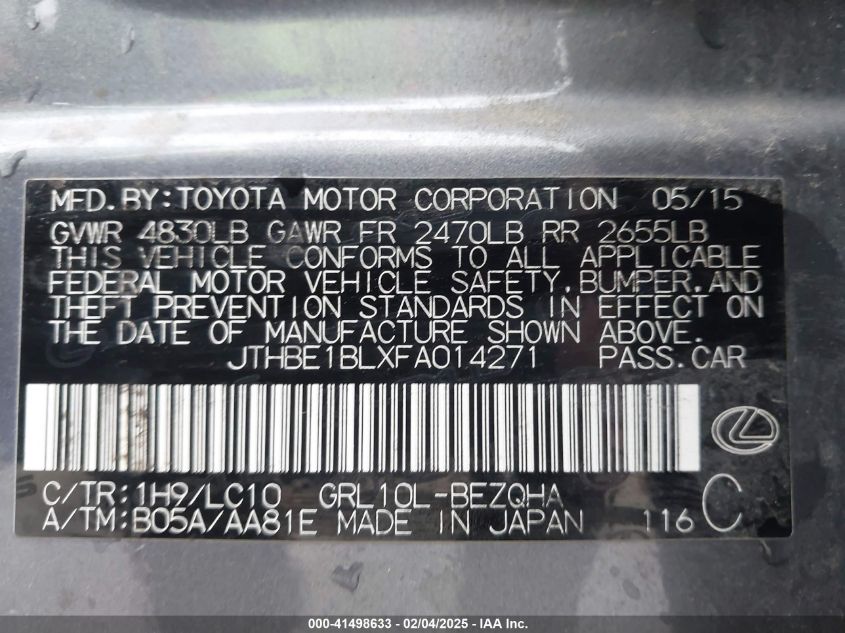 MFD.BY:TOYOTA MOTOR CORPORATION 05/15
GVWR 4830LB GAWR FR 2470LB RR 2655LB
THIS VEHICLE CONFORMS TO ALL APPLICABLE
FEDERAL MOTOR VEHICLE SAFETY,BUMPER,AND
THEFT PREVENTION STANDARDS IN EFFECT ON
THE DATE OF MANUFACTURE SHOWN ABOVE.
JTHBE1BLXFA014271 PASS.CAR
C/TR:1H9/LC10 GRL10L-BEZQHA
A/TM:B05A/AA81E MADE IN JAPAN 116 C
000-41498633 - 02/04/2025 - IAA Inc.